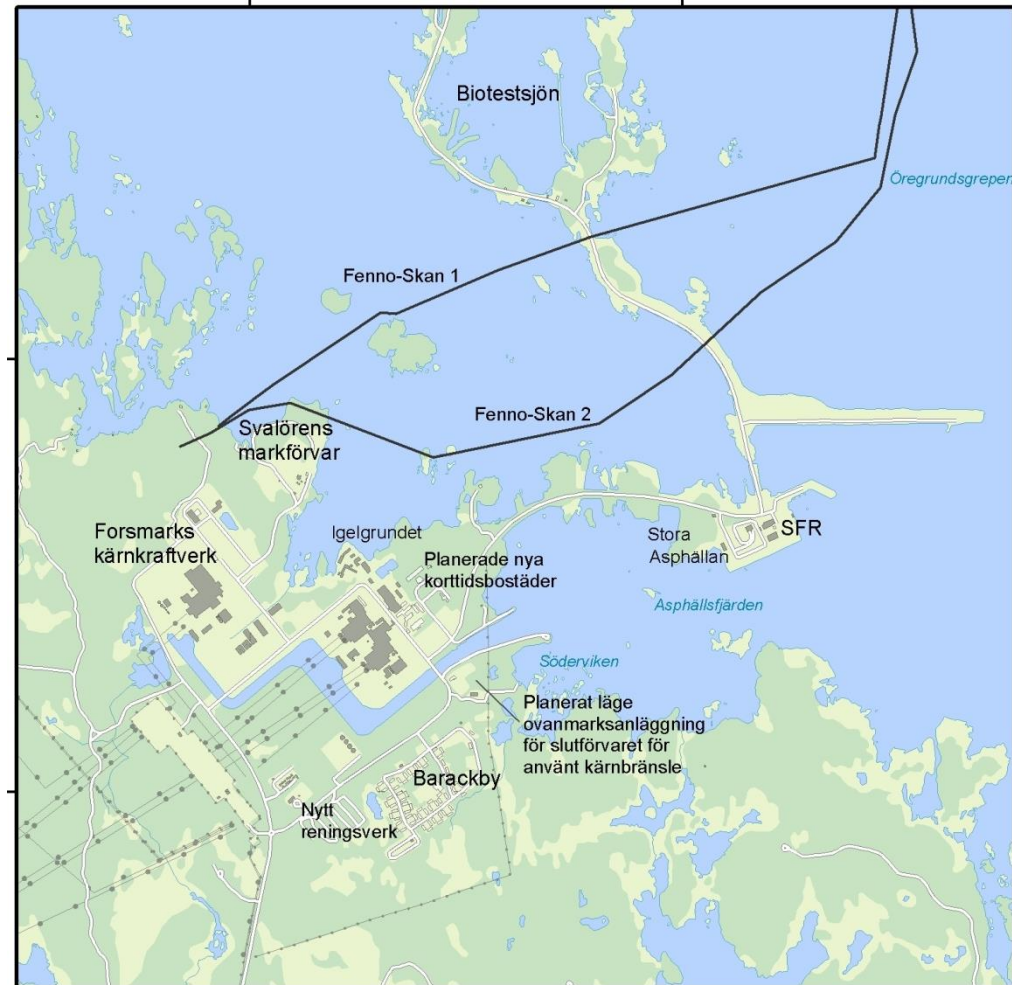 Biotestsjön
Öregrundsgrepen
Fenno-Skan 1
Fenno-Skan 2
Svalörens
markförvar
Forsmarks
kärnkraftverk
Igelgrundet
Planerade nya
korttidsbostäder
Stora
Asphällan
SFR
Asphällsfjärden
Söderviken
Planerat läge
ovanmarksanläggning
för slutförvaret för
använt kärnbränsle
Barackby
Nytt
reningsverk